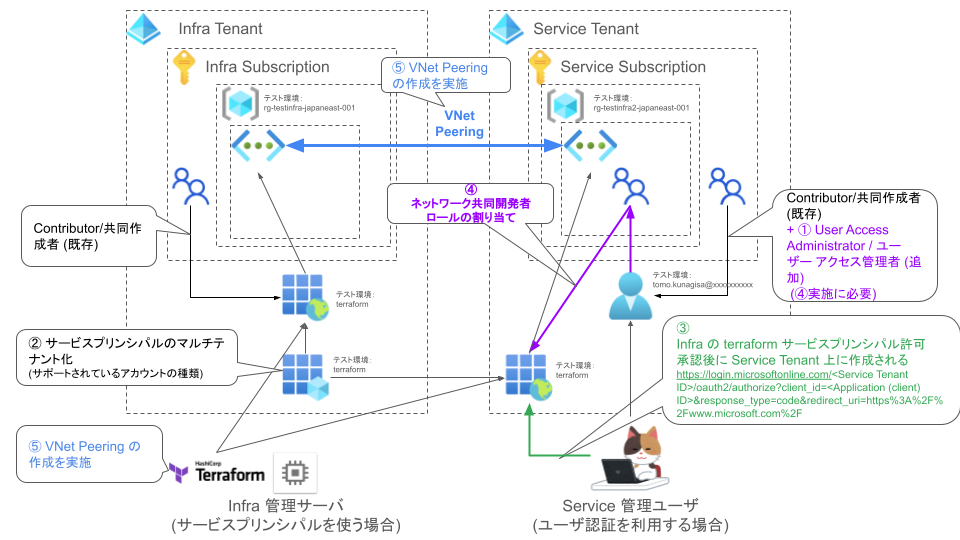 Infra Tenant
Service Tenant
Infra Subscription
Service Subscription
⑤ VNet Peering
の作成を実施
テスト環境：
rg-testinfra-japaneast-001
テスト環境：
rg-testinfra2-japaneast-001
VNet
Peering
④
ネットワーク共同開発者
ロールの割り当て
Contributor/共同作
成者 (既存)
Contributor/共同作成者
(既存)
+ ① User Access
Administrator / ユー
ザー アクセス管理者 (追
加)
(④実施に必要)
テスト環境：
terraform
テスト環境：
tomo.kunagisa@xxxxxxxxxx
② サービスプリンシパルのマルチテ
ナント化
(サポートされているアカウントの種類)
テスト環境：
terraform
テスト環境：
terraform
③
Infra の terraform サービスプリンシパル許可
承認後に Service Tenant 上に作成される
https://login.microsoftonline.com/<Service Tenant
ID>/oauth2/authorize?client_id=<Application (client)
ID>&response_type=code&redirect_uri=https%3A%2F%
2Fwww.microsoft.com%2F
⑤ VNet Peering の
作成を実施
HashiCorp
Terraform
Infra 管理サーバ
(サービスプリンシパルを使う場合)
Service 管理ユーザ
(ユーザ認証を利用する場合)